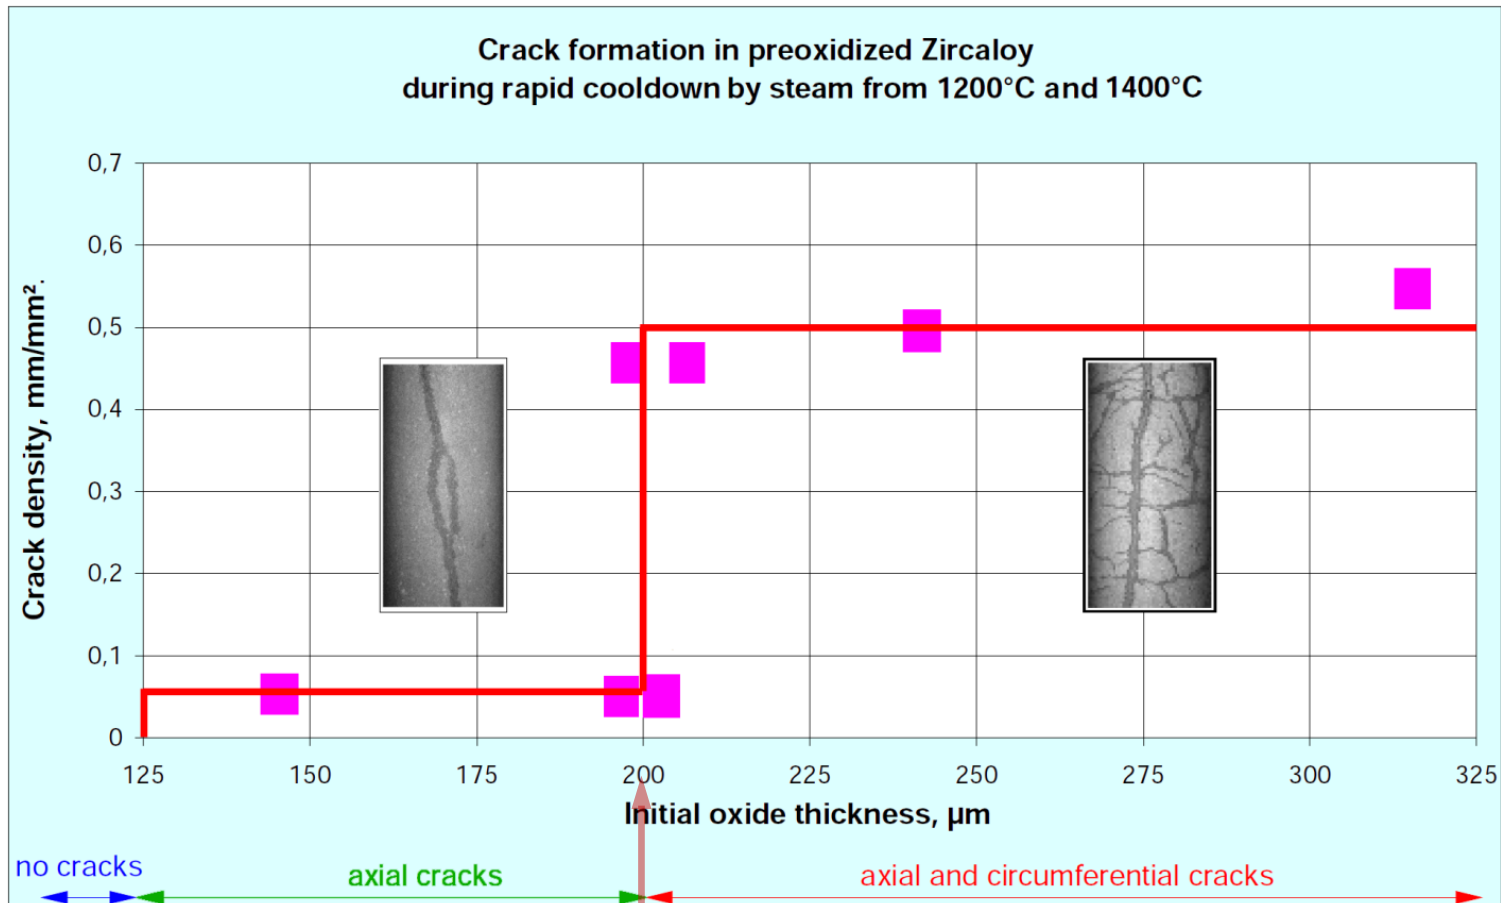 Crack formation in preoxidized Zircaloy
during rapid cooldown by steam from 1200°C and 1400°C
Crack density, mm/mm².
0,7
0,6
0,5
0,4
0,3
0,2
0,1
0
125 150 175 200 225 250 275 300 325
Initial oxide thickness, µm
no cracks
axial cracks
axial and circumferential cracks